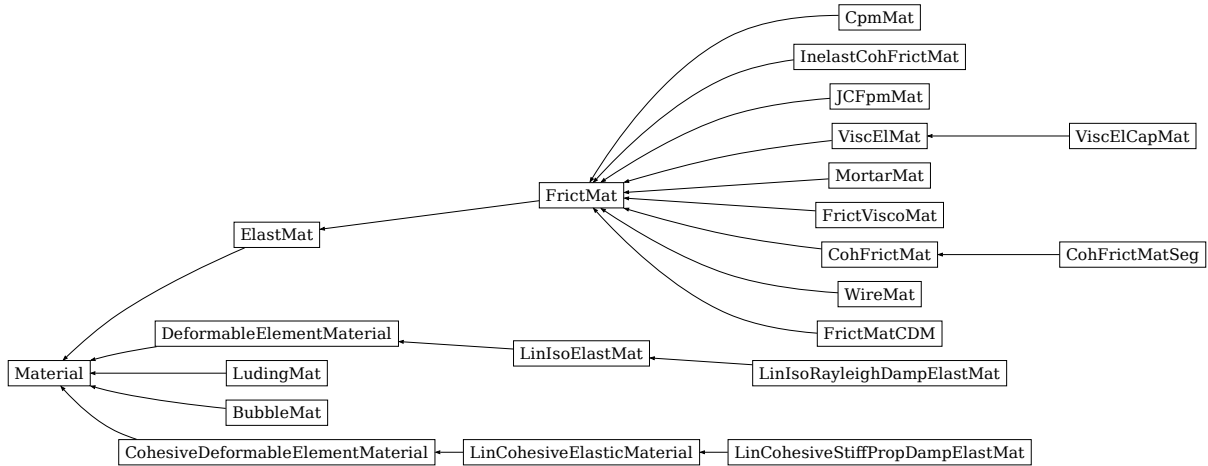 CpmMat
InelastCohFrictMat
JCFpmMat
ViscElMat
ViscElCapMat
MortarMat
FrictMat
FrictViscoMat
ElastMat
CohFrictMat
CohFrictMatSeg
WireMat
DeformableElementMaterial
FrictMatCDM
LinIsoElastMat
Material
LudingMat
LinIsoRayleighDampElastMat
BubbleMat
CohesiveDeformableElementMaterial
LinCohesiveElasticMaterial
LinCohesiveStiffPropDampElastMat